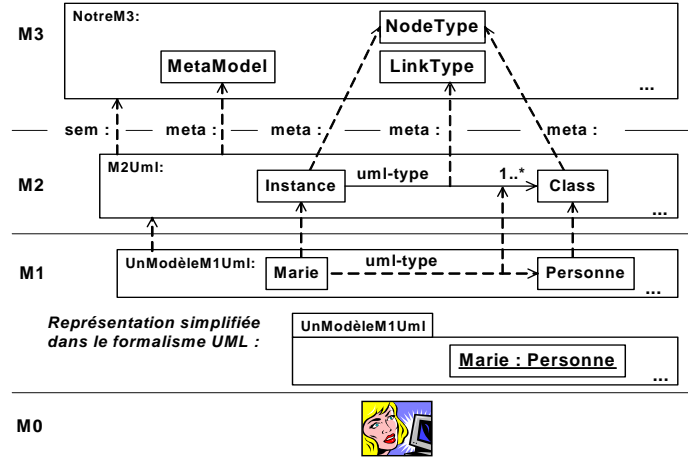 NotreM3:
M3
NodeType
MetaModel
LinkType
...
sem : meta : meta : meta : meta :
M2Uml:
M2
Instance
uml-type
1..*
Class
...
UnModèleM1Uml:
M1
Marie
uml-type
Personne
...
Représentation simplifiée
dans le formalisme UML :
UnModèleM1Uml
Marie : Personne
...
M0